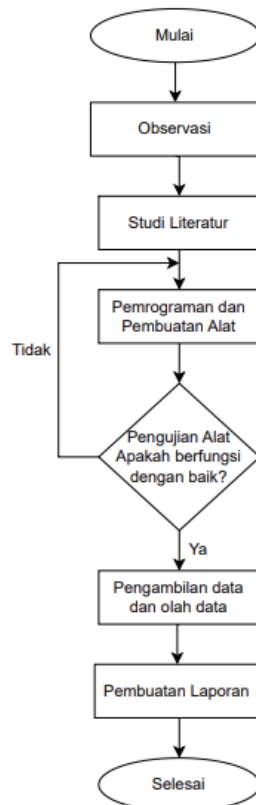 Mulai
Observasi
Studi Literatur
Pemrograman dan
Pembuatan Alat
Tidak
Pengujian Alat
Apakah berfungsi
dengan baik?
Ya
Pengambilan data
dan olah data
Pembuatan Laporan
Selesai